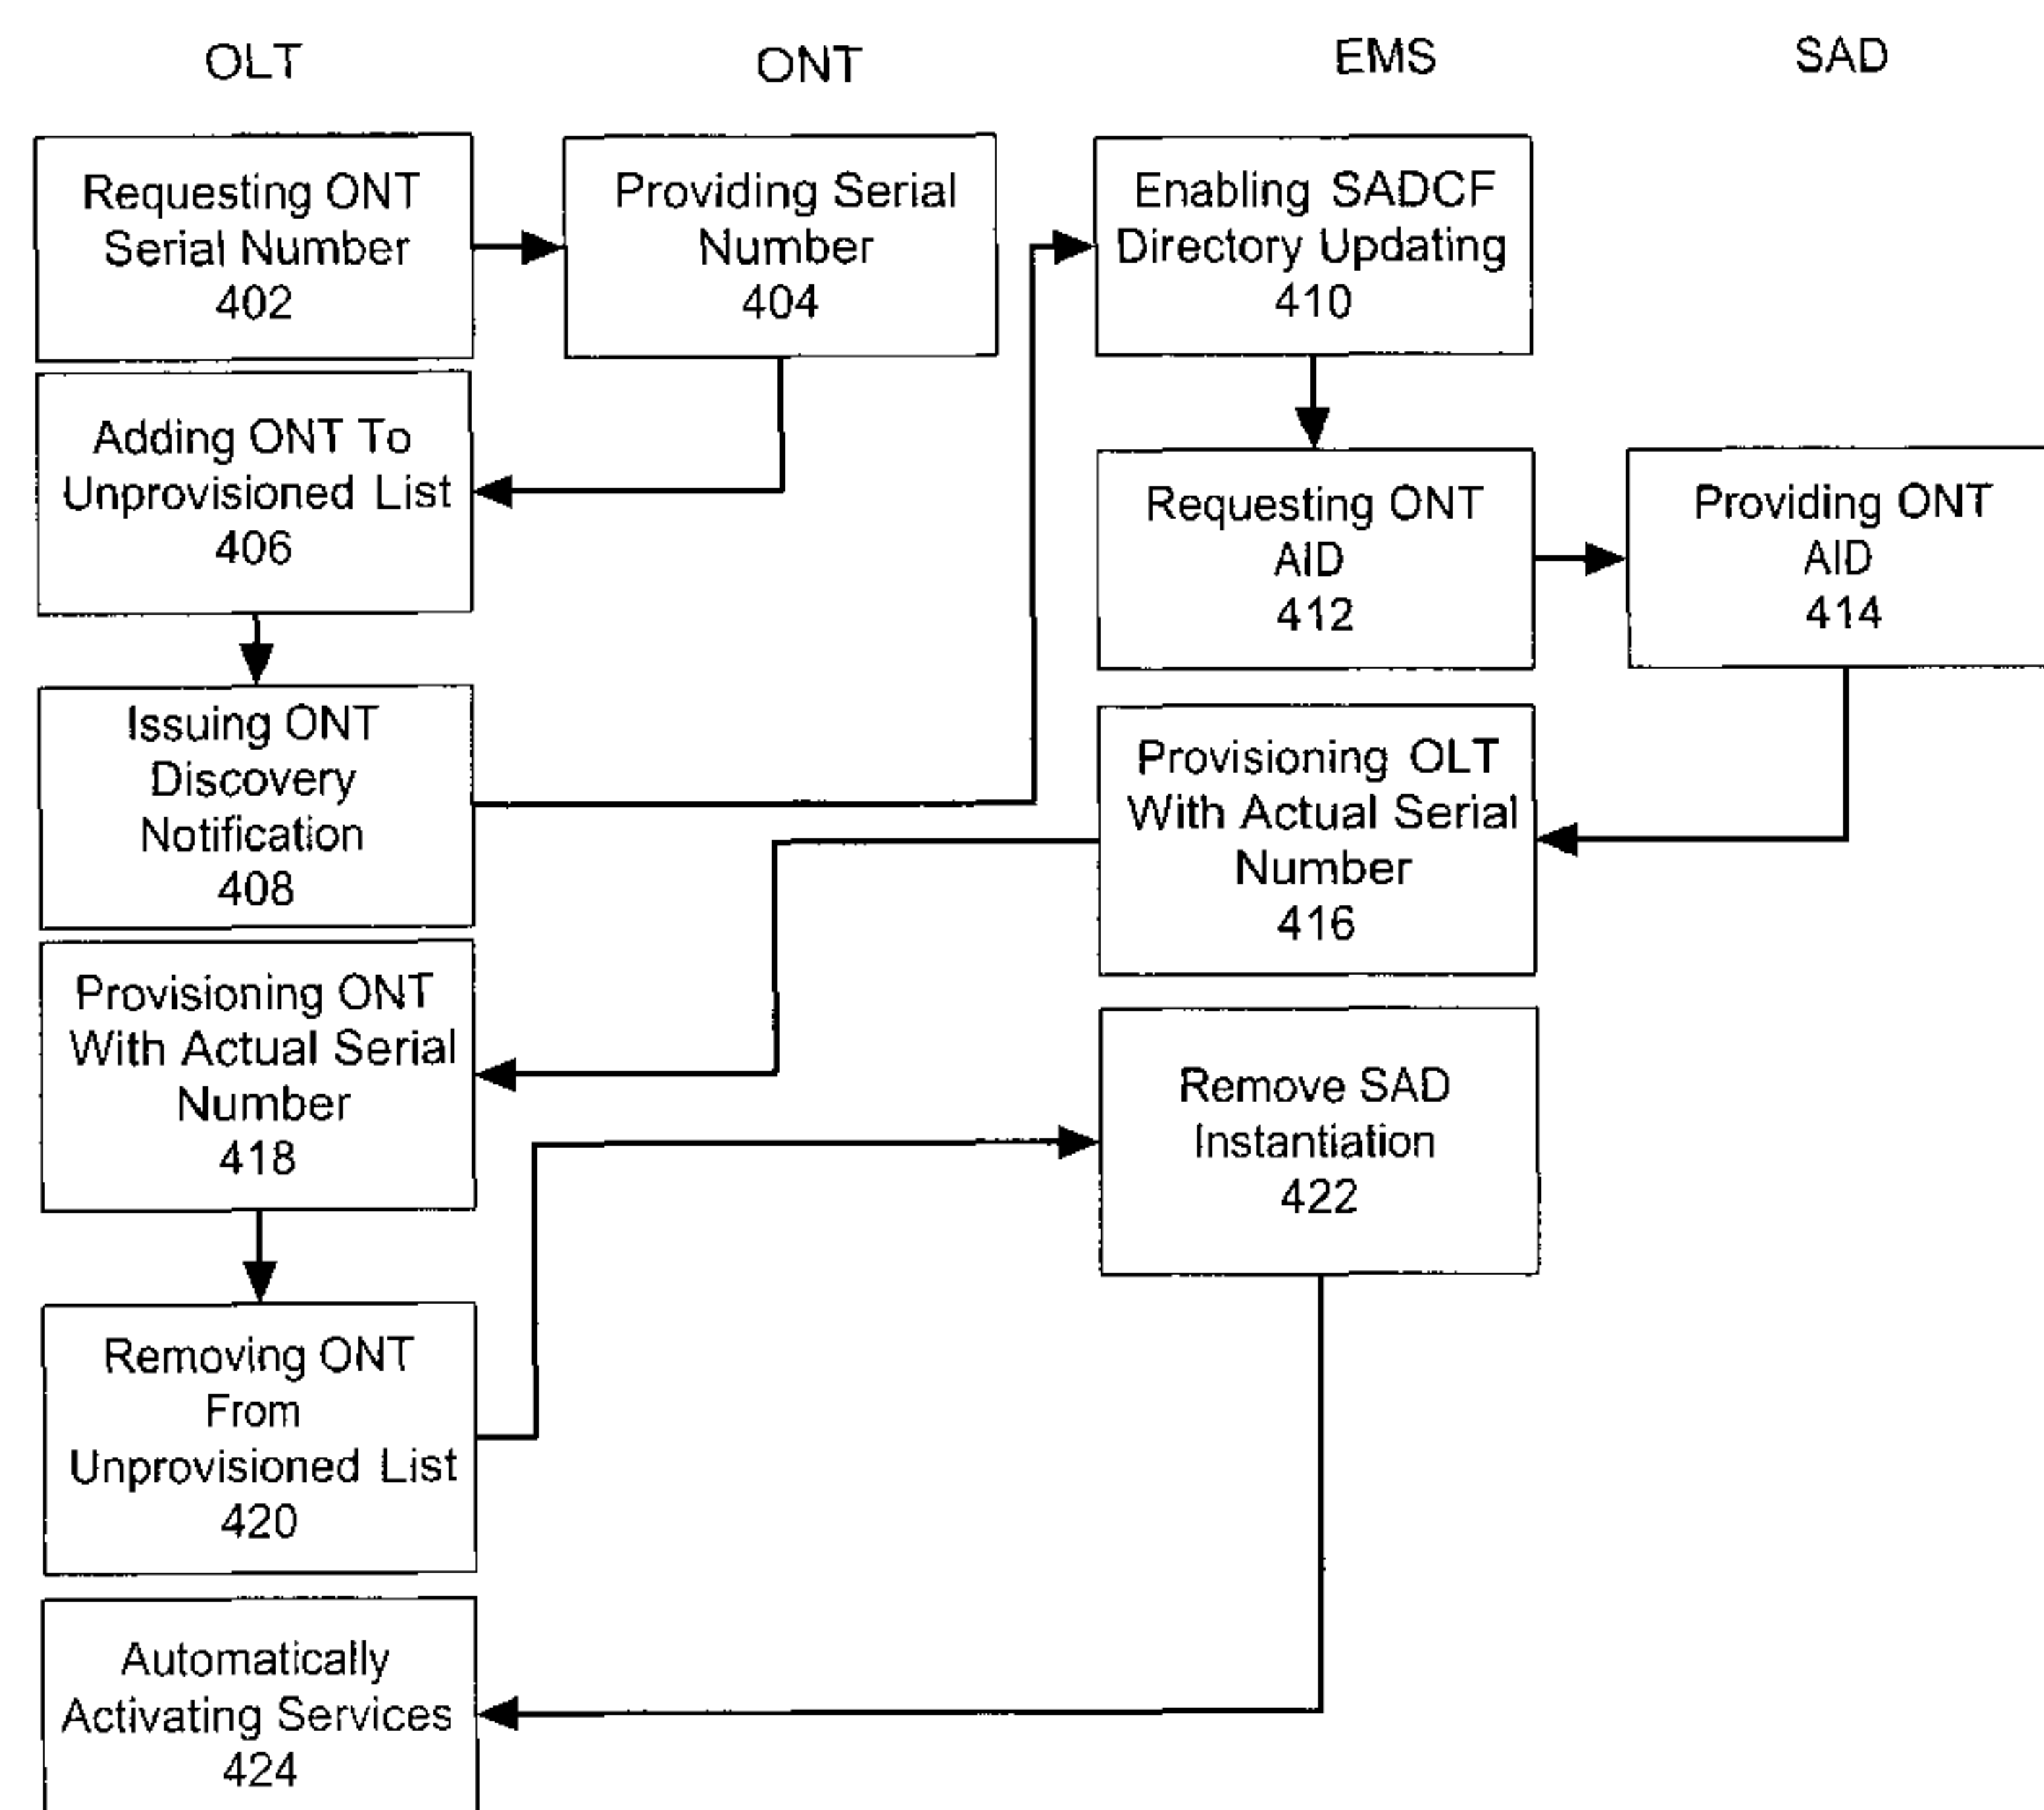 OLT
ONT
EMS
SAD
Requesting ONT
Serial Number
402
Providing Serial
Number
404
Adding ONT To
Unprovisioned List
406
Issuing ONT
Discovery
Notification
408
Enabling SADCF
Directory Updating
410
Requesting ONT
AID
412
Providing ONT
AID
414
Provisioning OLT
With Actual Serial
Number
416
Provisioning ONT
With Actual Serial
Number
418
Removing ONT
From
Unprovisioned List
420
Remove SAD
Instantiation
422
Automatically
Activating Services
424